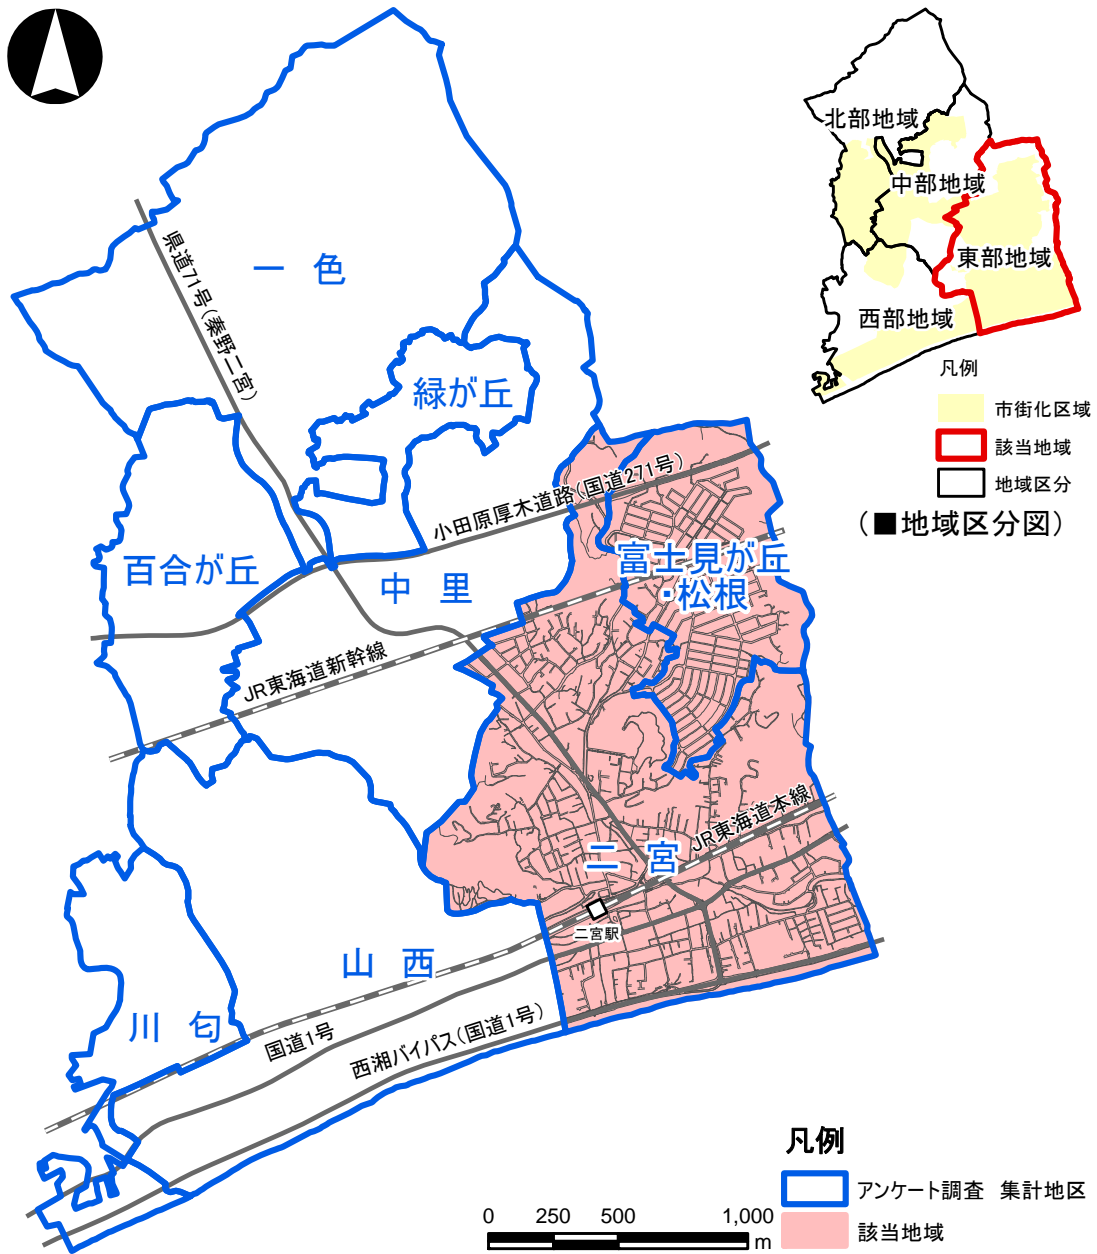 北部地域
中部地域
東部地域
西部地域
凡例
市街化区域
該当地域
地域区分
(■地域区分図)
県道71号(秦野二宮)
一 色
緑が丘
小田原厚木道路(国道271号)
百合が丘
中 里
富士見が丘
・松根
JR東海道新幹線
JR東海道本線
二 宮
二宮駅
山 西
川 匂
国道1号
西湘バイパス(国道1号)
凡例
アンケート調査 集計地区
該当地域
0 250 500 1,000
m